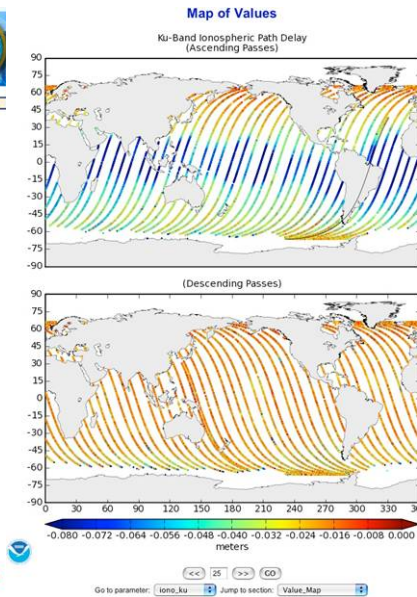 Map of Values
Ku-Band Ionospheric Path Delay
(Ascending Passes)
90
75
60
45
30
15
0
-15
-30
-45
-60
-75
-90
(Descending Passes)
90
75
60
45
30
15
0
-15
-30
-45
-60
-75
-90
0 30 60 90 120 150 180 210 240 270 300 330
-0.080 -0.072 -0.064 -0.056 -0.048 -0.040 -0.032 -0.024 -0.016 -0.008 0.000
meters
<< 25 >> GO
Go to parameter: iono_ku Jump to section: Value_Map